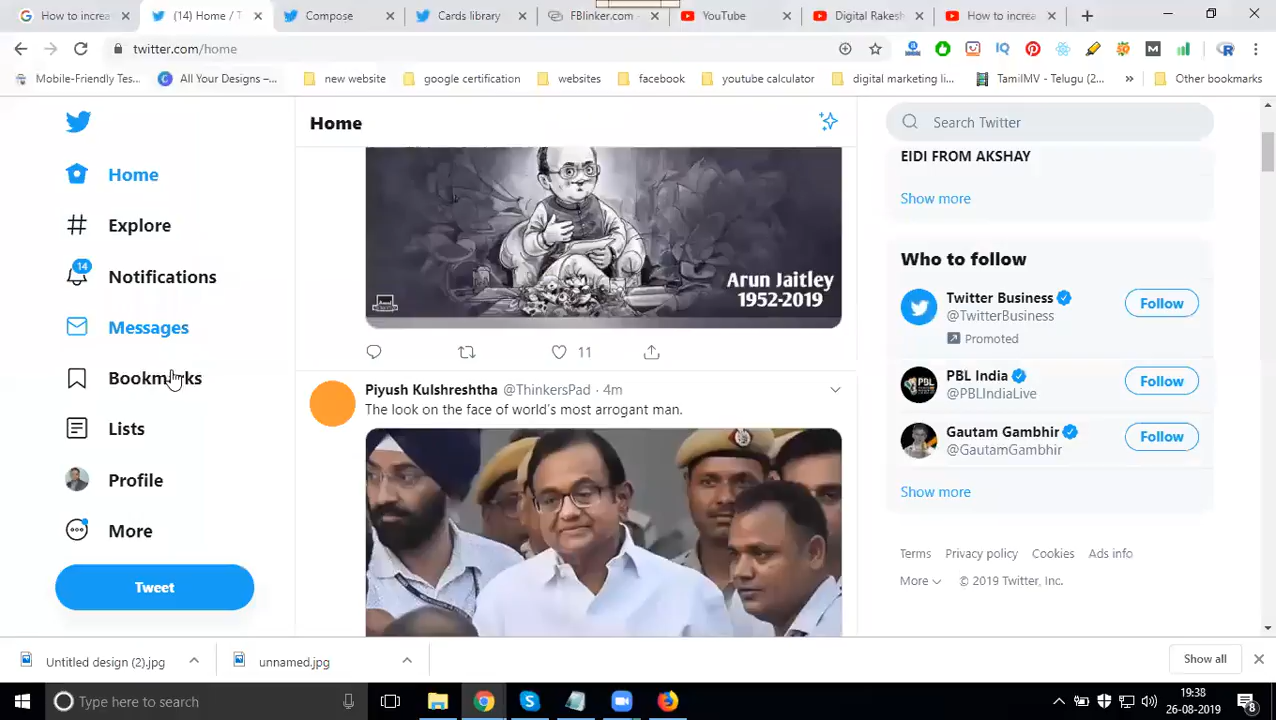 How to increa
(14) Home / T
Compose
Cards library
FBlinker.com -
YouTube
Digital Rakesh
How to increa
twitter.com/home
Mobile-Friendly Tes...
All Your Designs –...
new website
google certification
websites
facebook
youtube calculator
digital marketing li...
TamilMV - Telugu (2...
»
Other bookmarks
Home
Explore
14
Notifications
Messages
Bookmarks
Lists
Profile
More
Tweet
Home
Arun Jaitley
1952-2019
11
Piyush Kulshreshtha @ThinkersPad · 4m
The look on the face of world's most arrogant man.
Search Twitter
EIDI FROM AKSHAY
Show more
Who to follow
Twitter Business
@TwitterBusiness
Promoted
Follow
PBL India
@PBLIndiaLive
Follow
Gautam Gambhir
@GautamGambhir
Follow
Show more
Terms Privacy policy Cookies Ads info
More © 2019 Twitter, Inc.
Untitled design (2).jpg
unnamed.jpg
Show all
Type here to search
19:38
26-08-2019
8